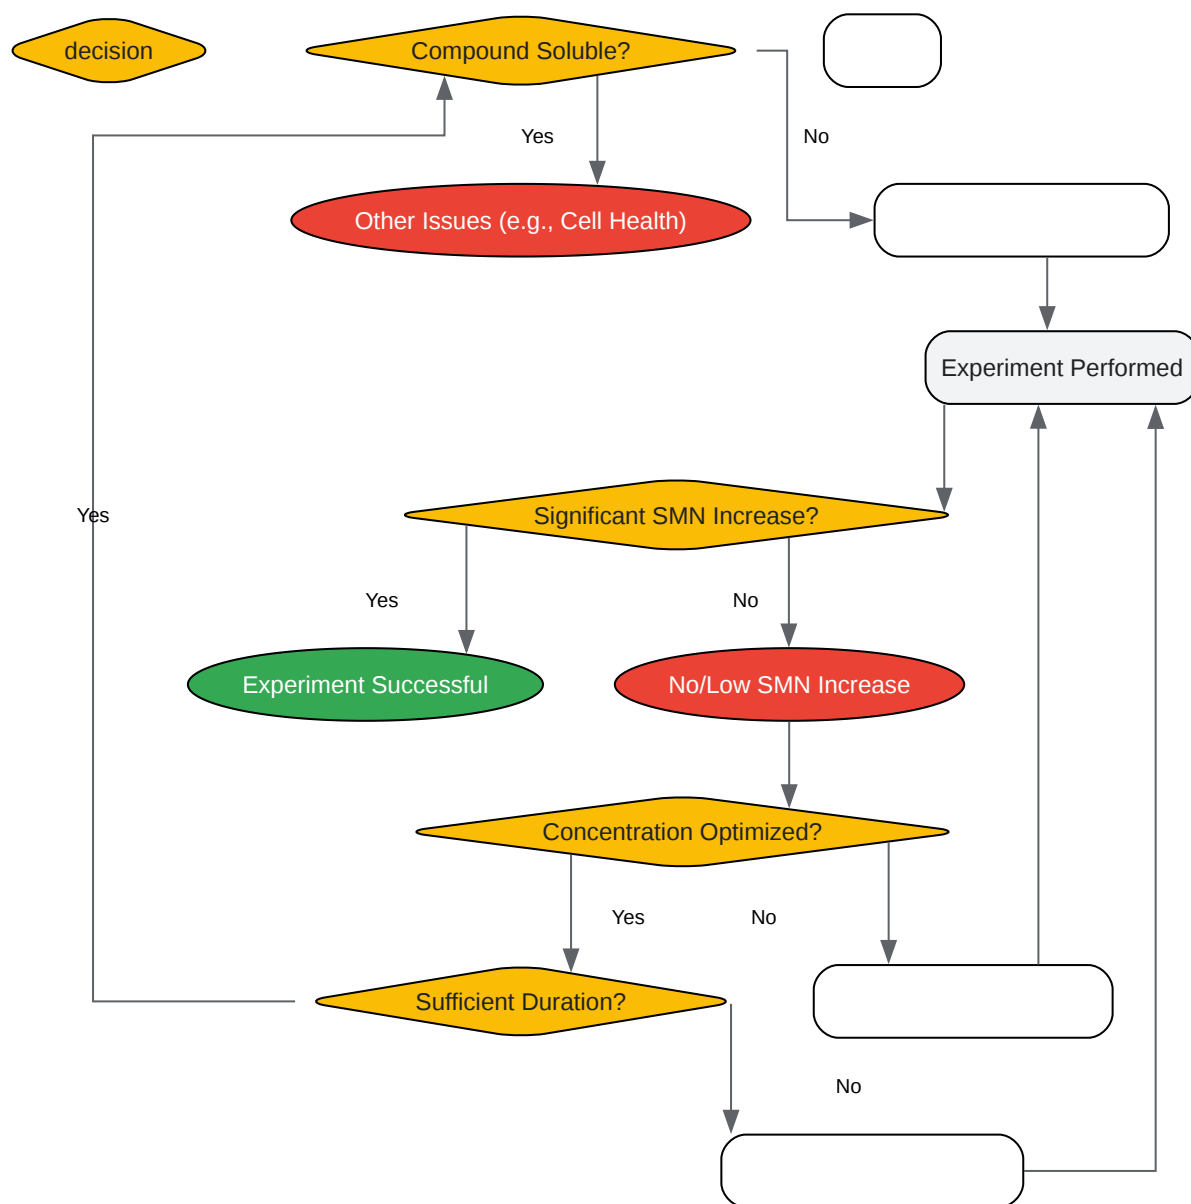 decision
Compound Soluble?
Yes
No
Other Issues (e.g., Cell Health)
Experiment Performed
Yes
Significant SMN Increase?
Yes
No
Experiment Successful
No/Low SMN Increase
Concentration Optimized?
Yes
No
Sufficient Duration?
No